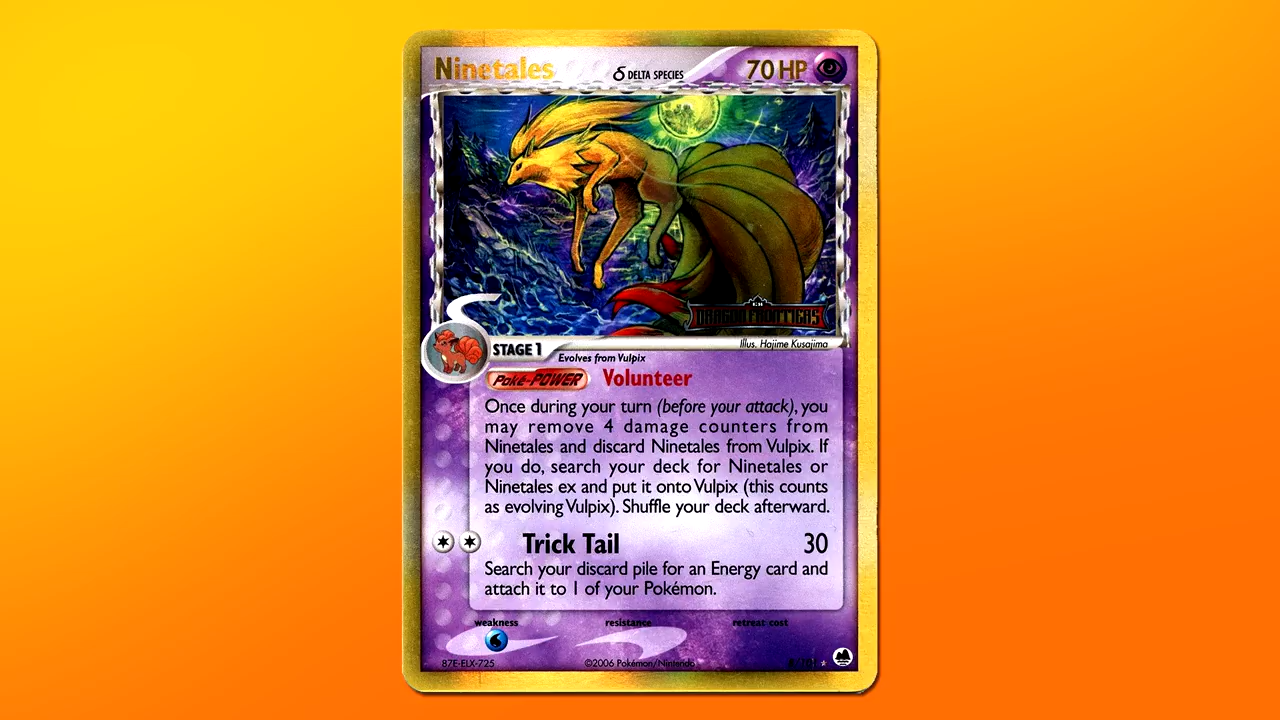 Ninetales δ DELTA SPECIES 70 HP
DRAGON FRONTIERS
Illus. Hajime Kusajima
STAGE 1
Evolves from Vulpix
Poké-POWER Volunteer
Once during your turn (before your attack), you
may remove 4 damage counters from
Ninetales and discard Ninetales from Vulpix. If
you do, search your deck for Ninetales or
Ninetales ex and put it onto Vulpix (this counts
as evolving Vulpix). Shuffle your deck afterward.
Trick Tail 30
Search your discard pile for an Energy card and
attach it to 1 of your Pokémon.
weakness resistance retreat cost
87E-ELX-725 ©2006 Pokémon/Nintendo